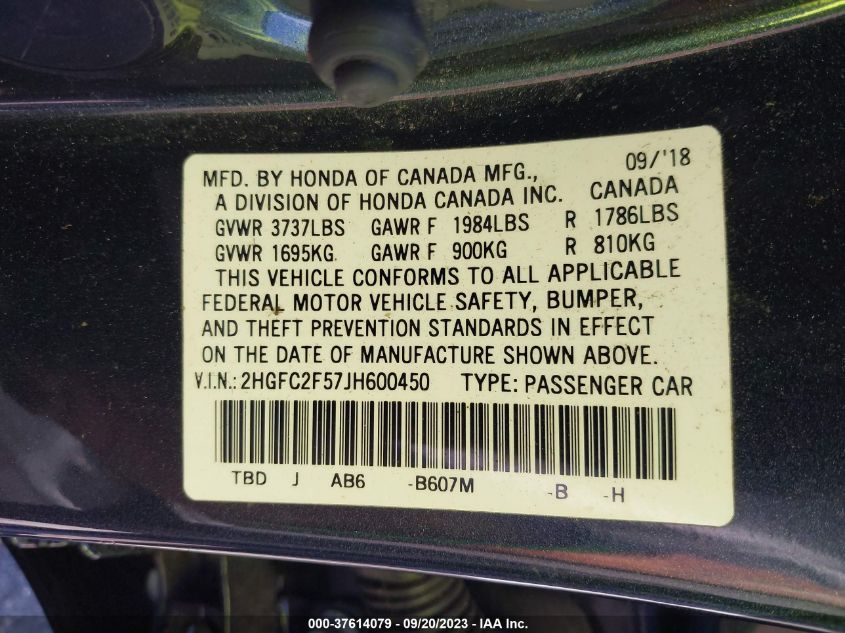 09/'18
MFD. BY HONDA OF CANADA MFG.,
A DIVISION OF HONDA CANADA INC. CANADA
GVWR 3737LBS GAWR F 1984LBS R 1786LBS
GVWR 1695KG GAWR F 900KG R 810KG
THIS VEHICLE CONFORMS TO ALL APPLICABLE
FEDERAL MOTOR VEHICLE SAFETY, BUMPER,
AND THEFT PREVENTION STANDARDS IN EFFECT
ON THE DATE OF MANUFACTURE SHOWN ABOVE.
V.I.N.: 2HGFC2F57JH600450 TYPE: PASSENGER CAR
TBD J AB6 -B607M -B -H
000-37614079 - 09/20/2023 - IAA Inc.